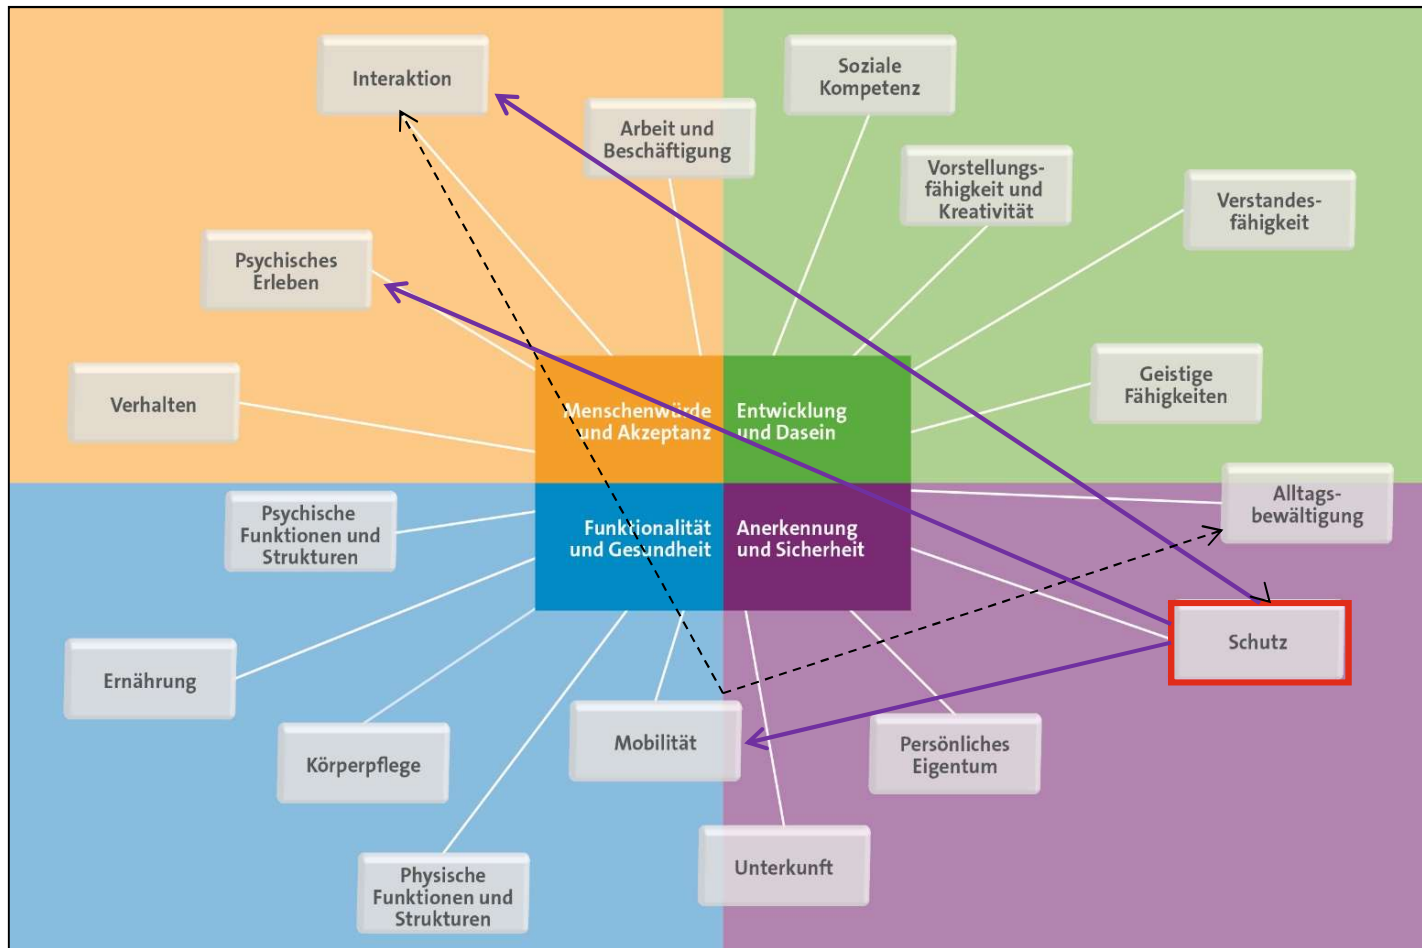 Interaktion
Arbeit und
Beschäftigung
Soziale
Kompetenz
Vorstellungs-
fähigkeit und
Kreativität
Verstandes-
fähigkeit
Psychisches
Erleben
Verhalten
Geistige
Fähigkeiten
Menschenwürde
und Akzeptanz
Entwicklung
und Dasein
Funktionalität
und Gesundheit
Anerkennung
und Sicherheit
Psychische
Funktionen und
Strukturen
Alltags-
bewältigung
Schutz
Ernährung
Körperpflege
Mobilität
Persönliches
Eigentum
Physische
Funktionen und
Strukturen
Unterkunft